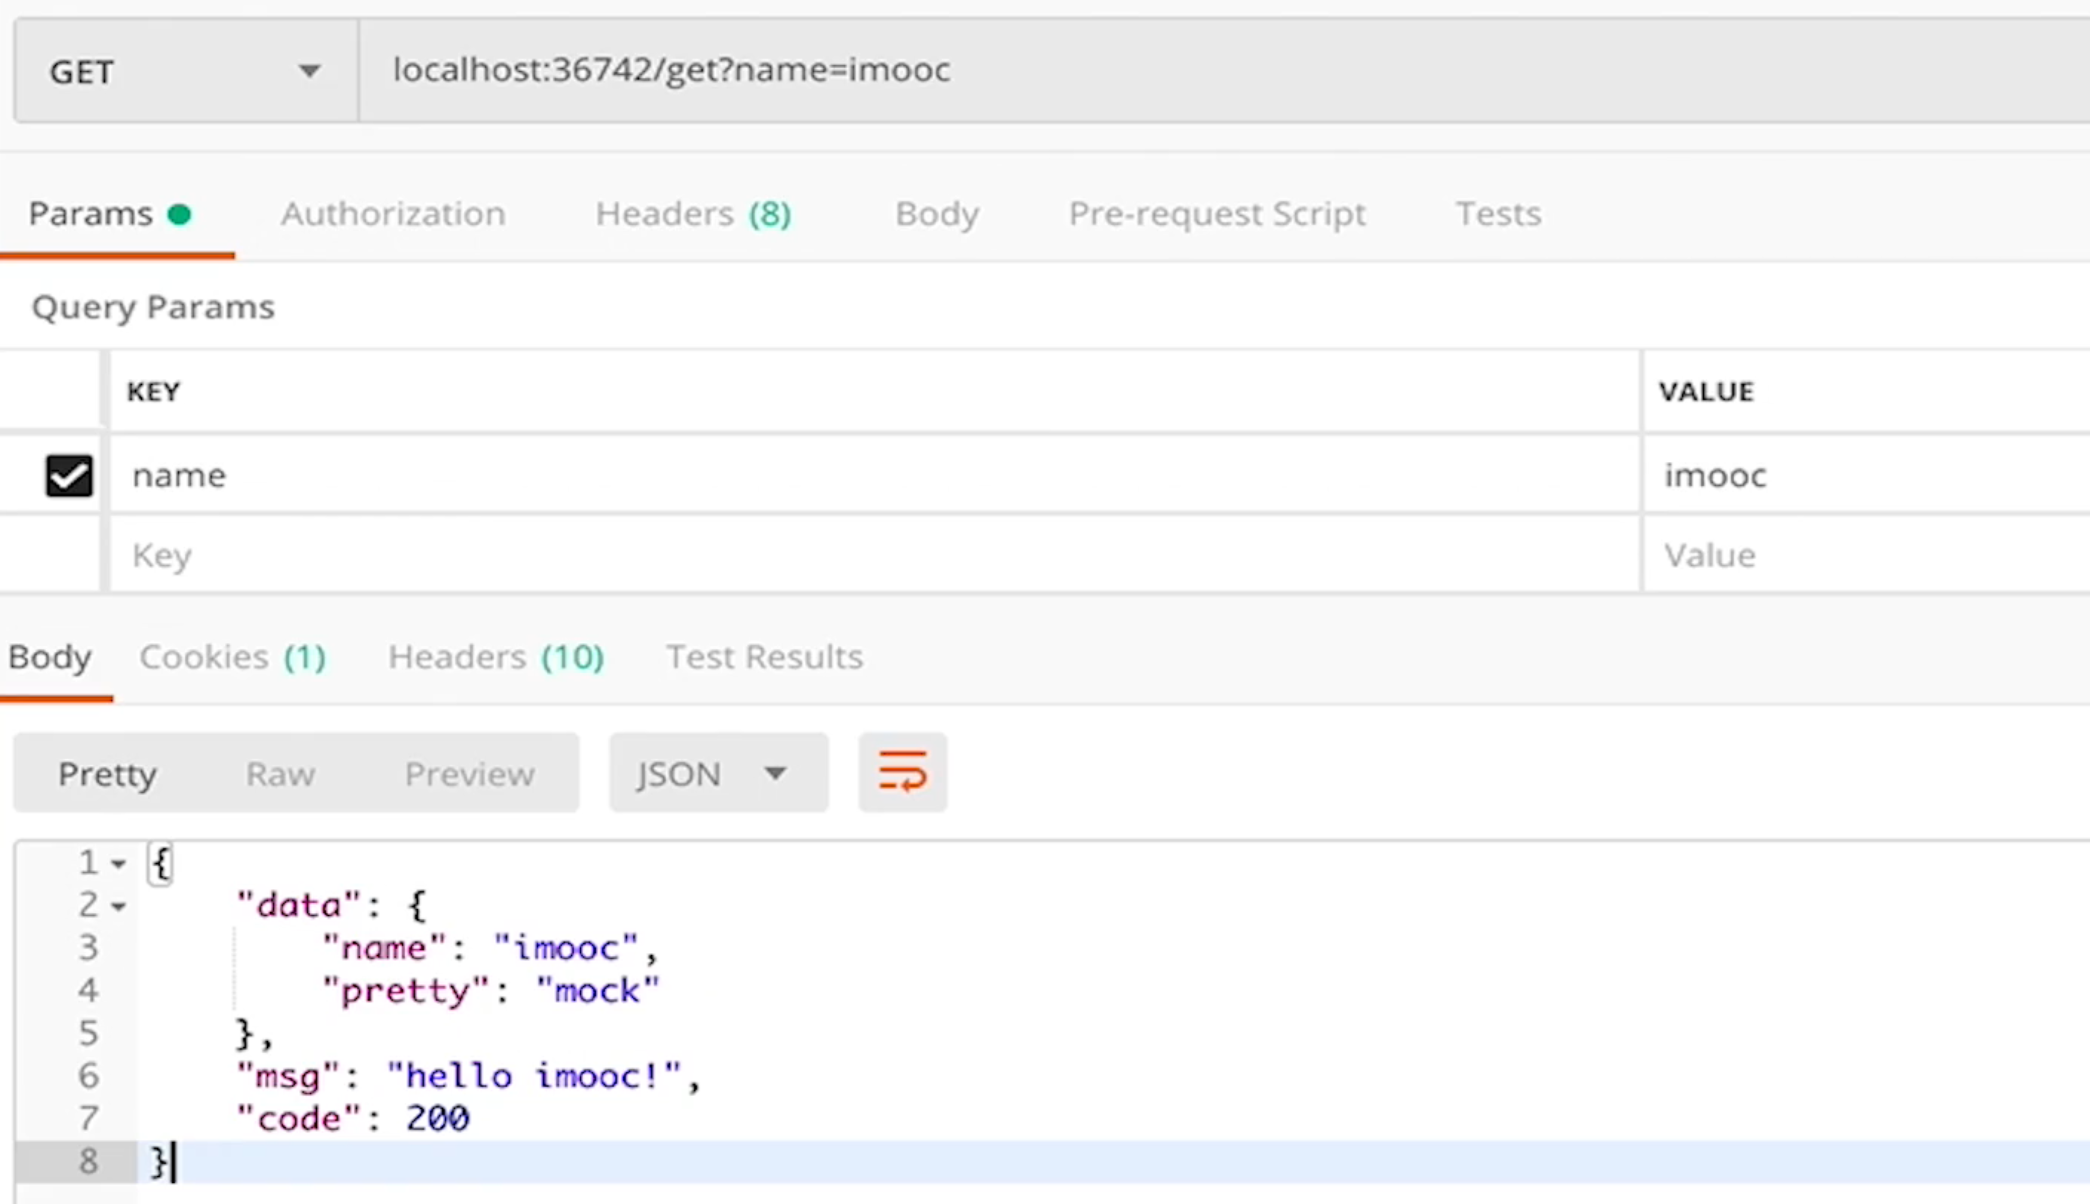 GET localhost:36742/get?name=imooc
Params Authorization Headers (8) Body Pre-request Script Tests
Query Params
KEY VALUE
name imooc
Key Value
Body Cookies (1) Headers (10) Test Results
Pretty Raw Preview JSON
1 {
2 "data": {
3 "name": "imooc",
4 "pretty": "mock"
5 },
6 "msg": "hello imooc!",
7 "code": 200
8 }